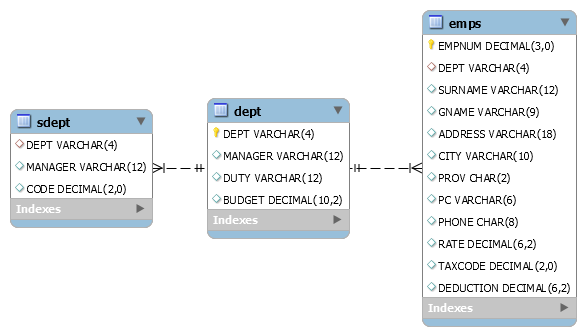 sdept
DEPT VARCHAR(4)
MANAGER VARCHAR(12)
CODE DECIMAL(2,0)
Indexes
dept
DEPT VARCHAR(4)
MANAGER VARCHAR(12)
DUTY VARCHAR(12)
BUDGET DECIMAL(10,2)
Indexes
emps
EMPNUM DECIMAL(3,0)
DEPT VARCHAR(4)
SURNAME VARCHAR(12)
GNAME VARCHAR(9)
ADDRESS VARCHAR(18)
CITY VARCHAR(10)
PROV CHAR(2)
PC VARCHAR(6)
PHONE CHAR(8)
RATE DECIMAL(6,2)
TAXCODE DECIMAL(2,0)
DEDUCTION DECIMAL(6,2)
Indexes